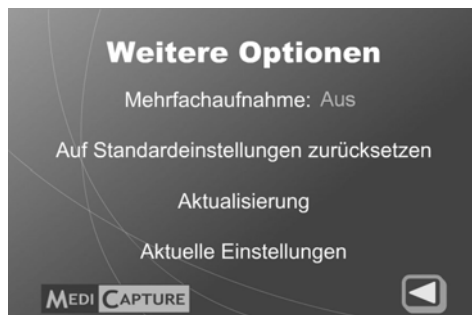 Weitere Optionen
Mehrfachaufnahme: Aus
Auf Standardeinstellungen zurücksetzen
Aktualisierung
Aktuelle Einstellungen
MEDI CAPTURE